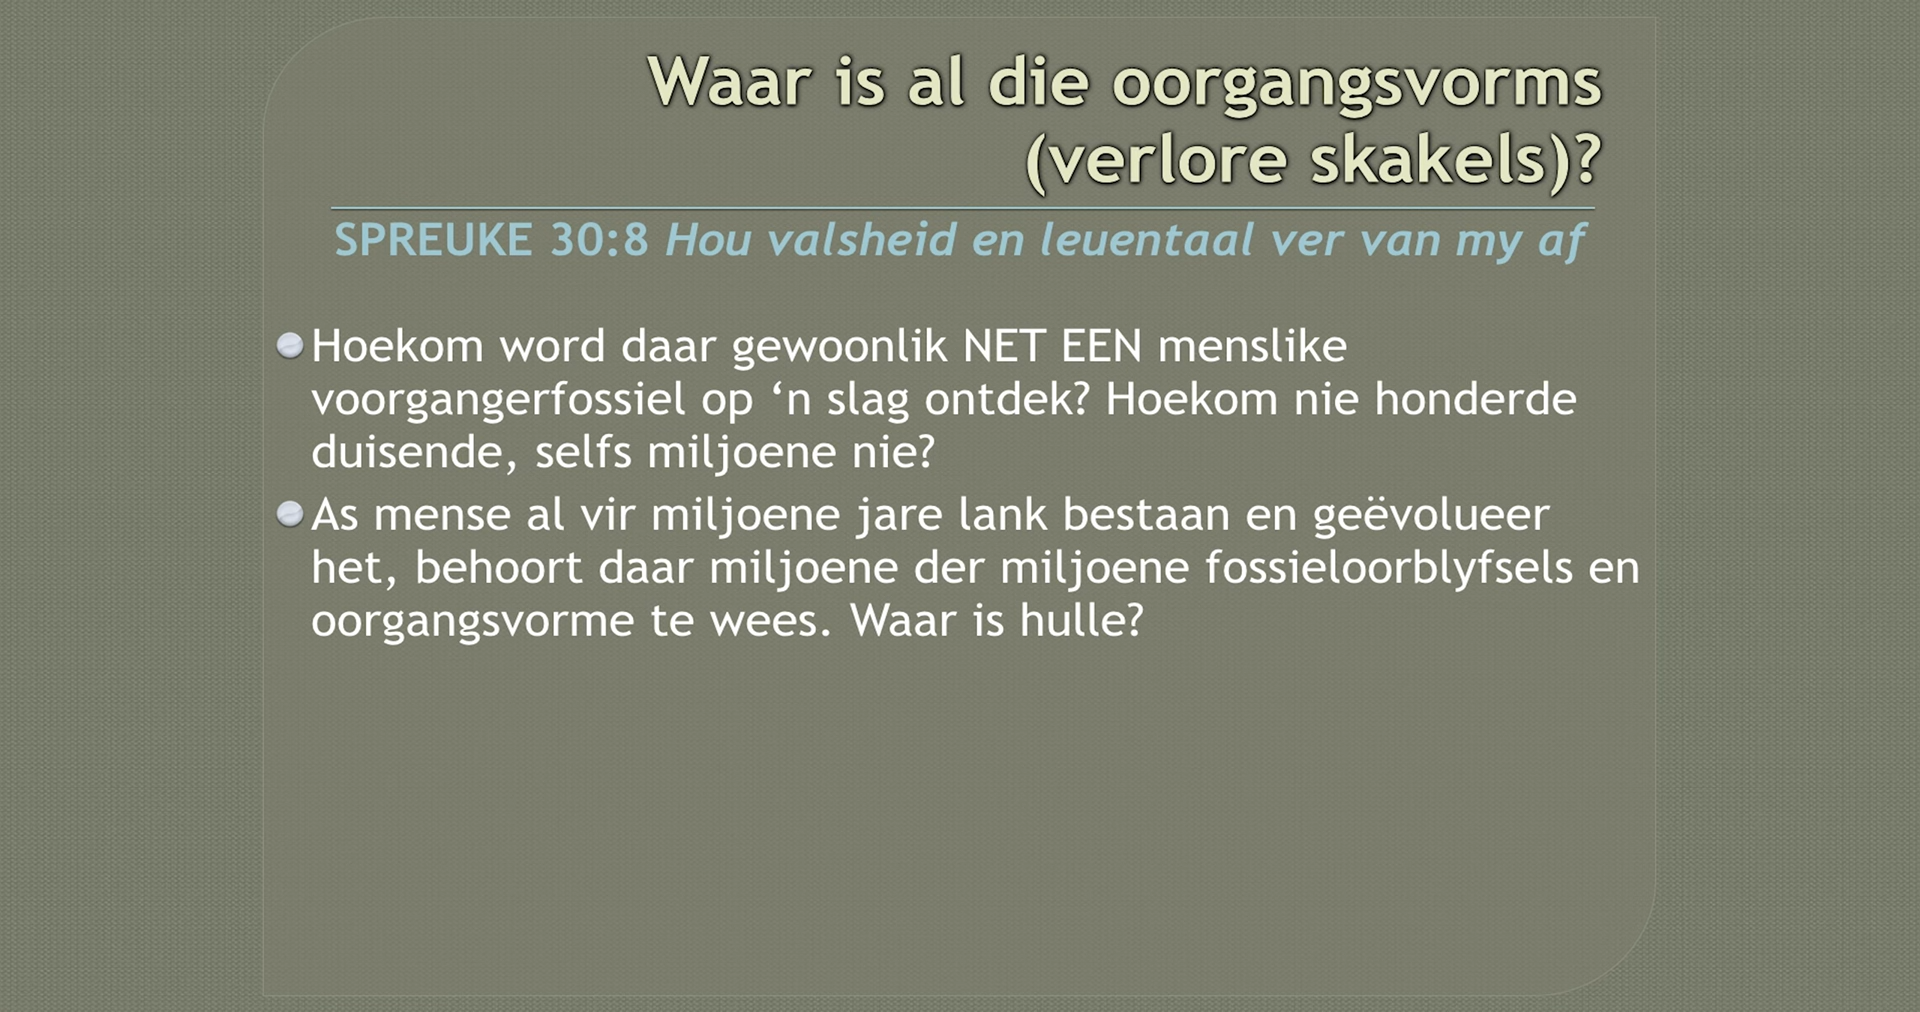 Waar is al die oorgangsvorms
(verlore skakels)?
SPREUKE 30:8 Hou valsheid en leuentaal ver van my af
Hoekom word daar gewoonlik NET EEN menslike
voorgangerfossiel op ‘n slag ontdek? Hoekom nie honderde
duisende, selfs miljoene nie?
As mense al vir miljoene jare lank bestaan en geëvolueer
het, behoort daar miljoene der miljoene fossieloorblyfsels en
oorgangsvorme te wees. Waar is hulle?